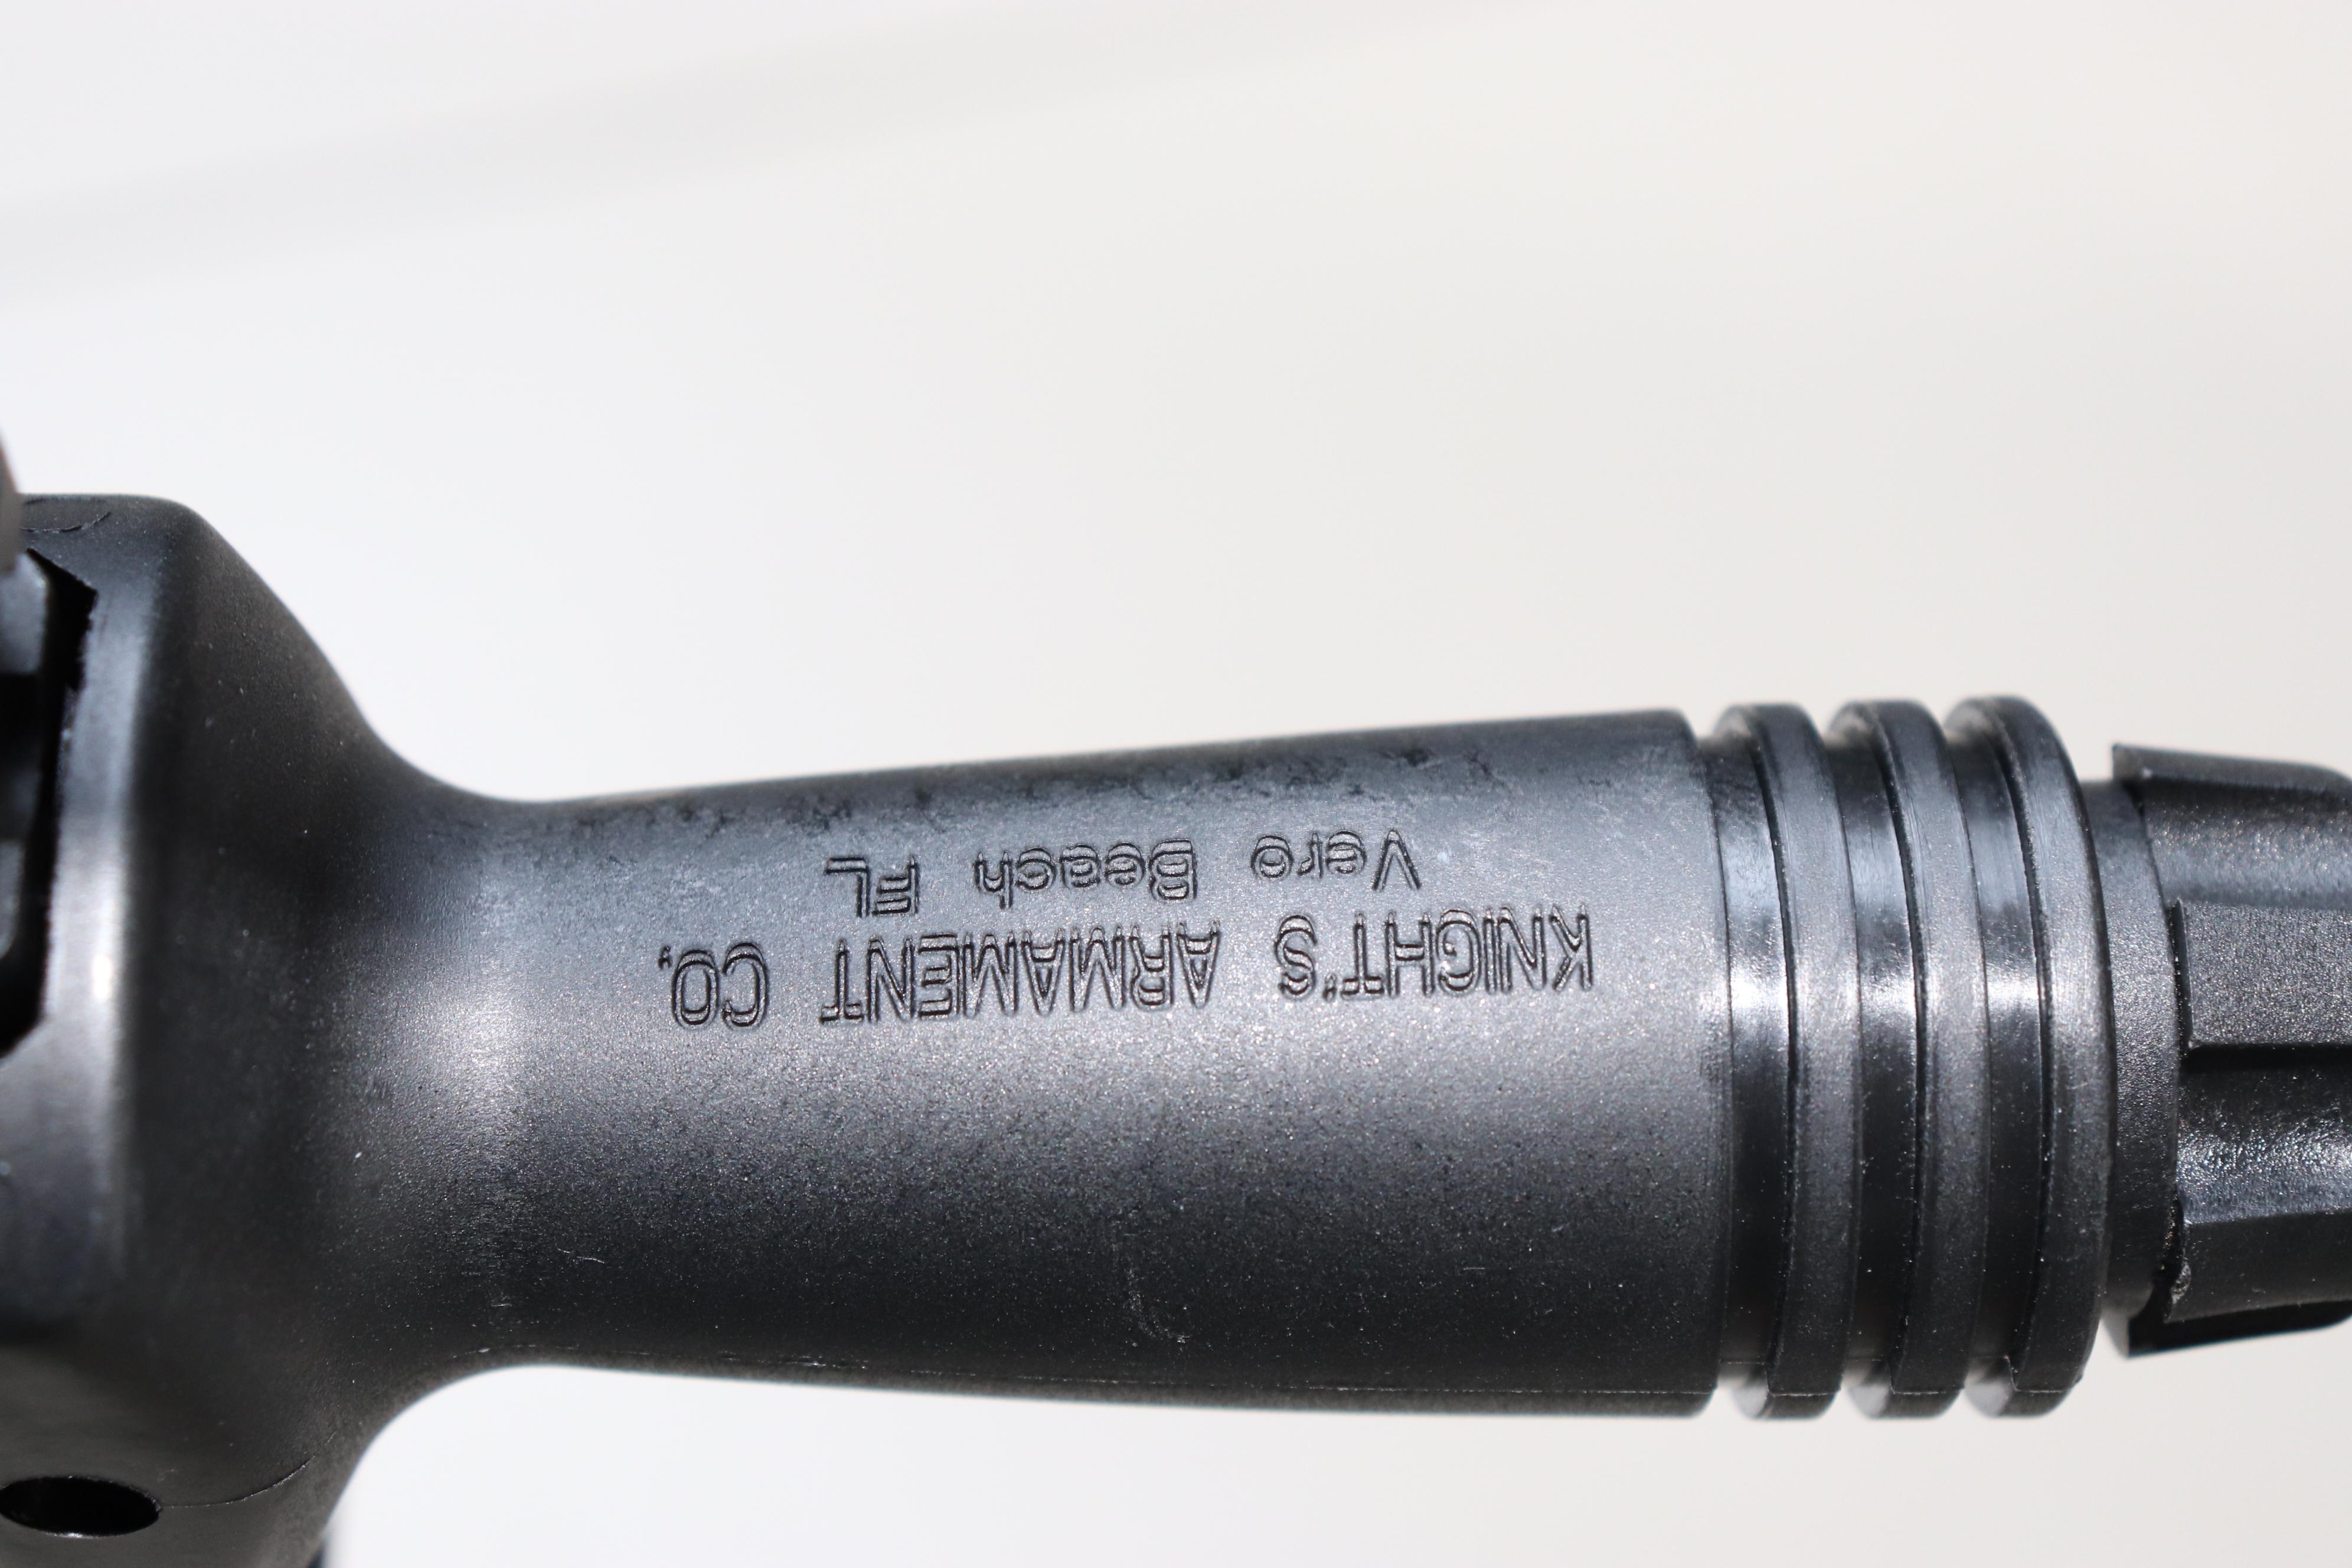 KNIGHT'S ARMAMENT CO.
Vero Beach FL